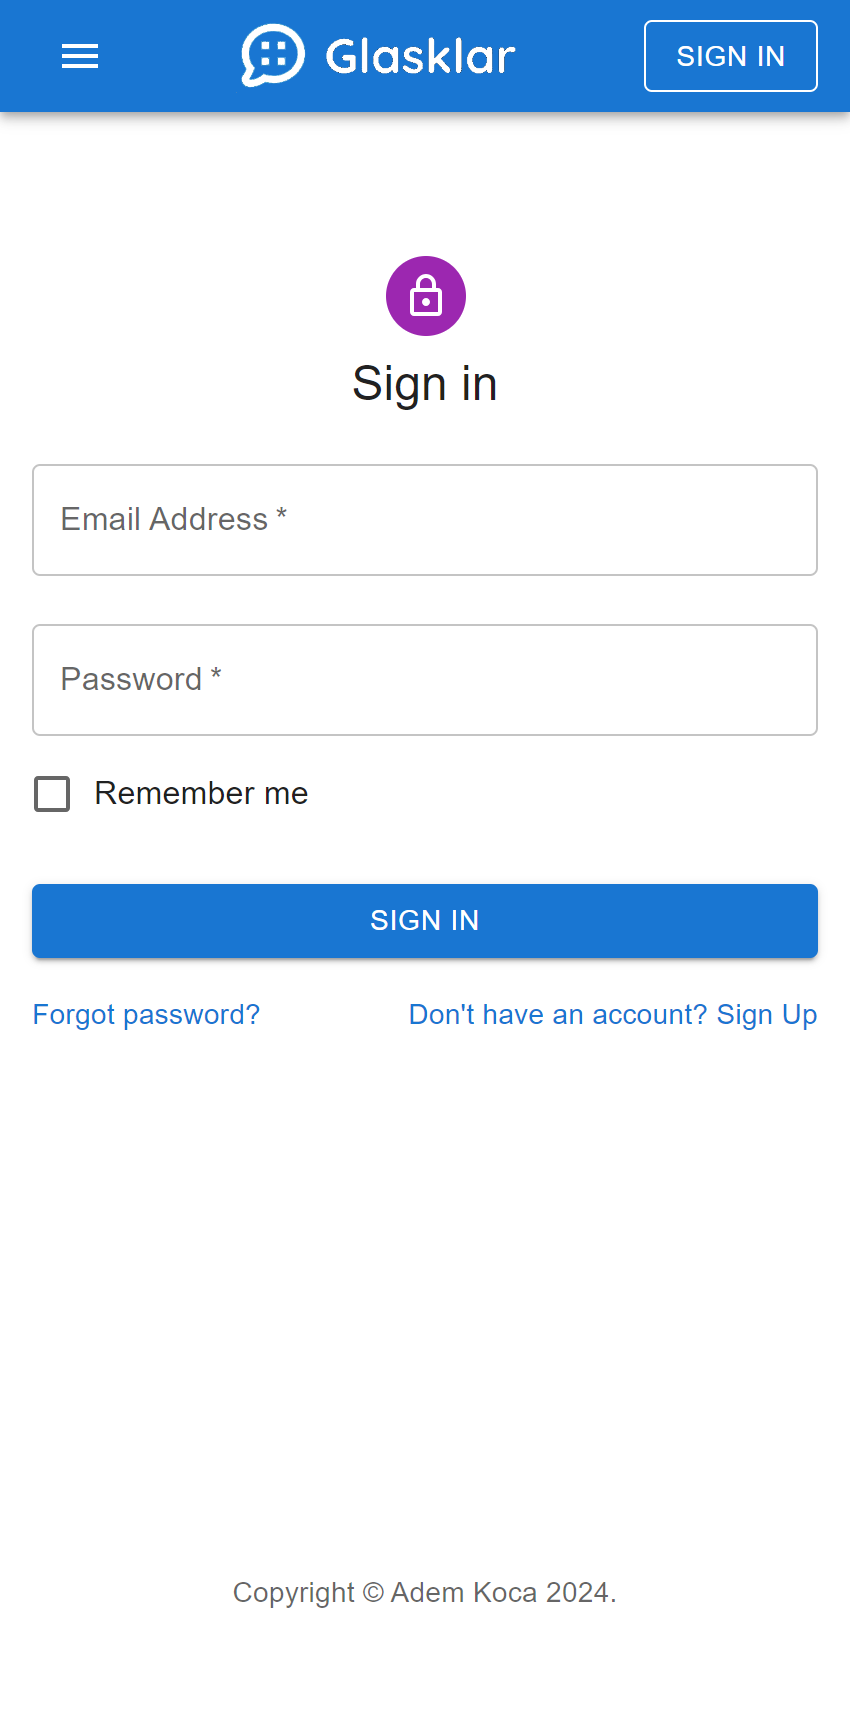 Glasklar
SIGN IN
Sign in
Email Address *
Password *
Remember me
SIGN IN
Forgot password?
Don't have an account? Sign Up
Copyright © Adem Koca 2024.